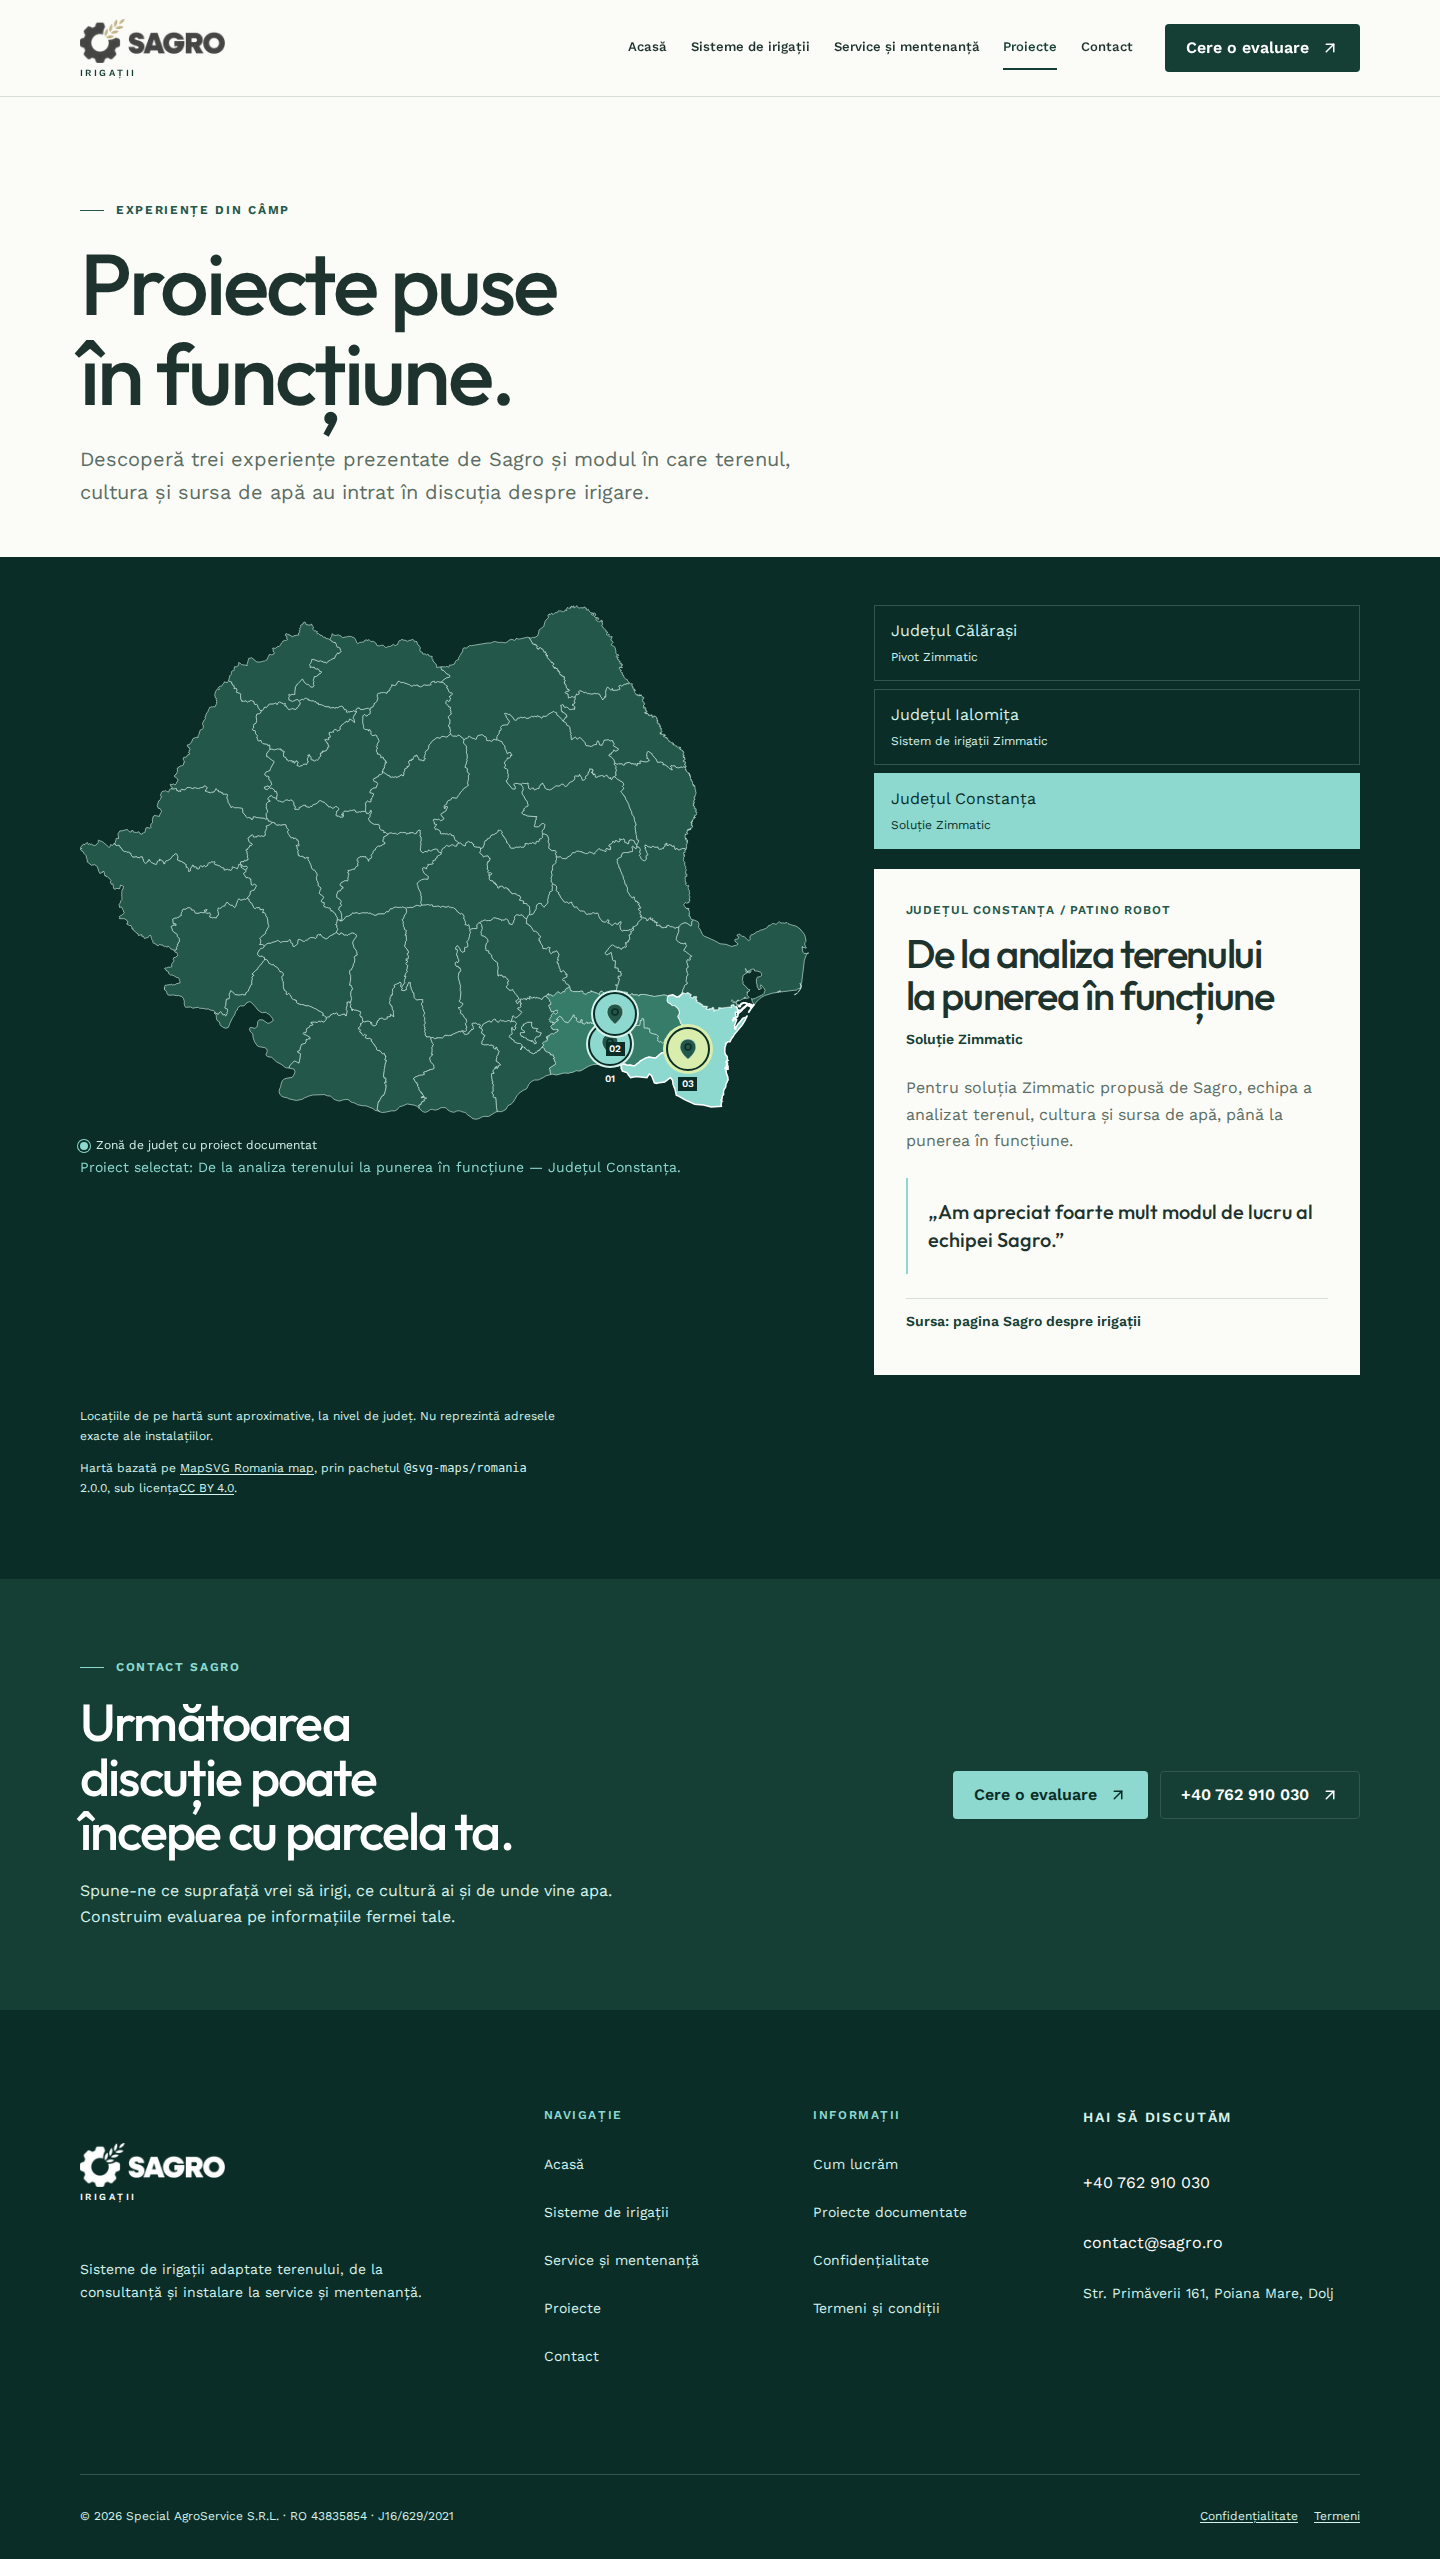 SAGRO
IRIGAȚII
Acasă
Sisteme de irigații
Service și mentenanță
Proiecte
Contact
Cere o evaluare
EXPERIENȚE DIN CÂMP
Proiecte puse
în funcțiune.
Descoperă trei experiențe prezentate de Sagro și modul în care terenul,
cultura și sursa de apă au intrat în discuția despre irigare.
02
01
03
Zonă de județ cu proiect documentat
Proiect selectat: De la analiza terenului la punerea în funcțiune — Județul Constanța.
Județul Călărași
Pivot Zimmatic
Județul Ialomița
Sistem de irigații Zimmatic
Județul Constanța
Soluție Zimmatic
JUDEȚUL CONSTANȚA / PATINO ROBOT
De la analiza terenului
la punerea în funcțiune
Soluție Zimmatic
Pentru soluția Zimmatic propusă de Sagro, echipa a
analizat terenul, cultura și sursa de apă, până la
punerea în funcțiune.
„Am apreciat foarte mult modul de lucru al
echipei Sagro.”
Sursa: pagina Sagro despre irigații
Locațiile de pe hartă sunt aproximative, la nivel de județ. Nu reprezintă adresele
exacte ale instalațiilor.
Hartă bazată pe MapSVG Romania map, prin pachetul @svg-maps/romania
2.0.0, sub licențaCC BY 4.0.
CONTACT SAGRO
Următoarea
discuție poate
începe cu parcela ta.
Spune-ne ce suprafață vrei să irigi, ce cultură ai și de unde vine apa.
Construim evaluarea pe informațiile fermei tale.
Cere o evaluare
+40 762 910 030
SAGRO
IRIGAȚII
Sisteme de irigații adaptate terenului, de la
consultanță și instalare la service și mentenanță.
NAVIGAȚIE
Acasă
Sisteme de irigații
Service și mentenanță
Proiecte
Contact
INFORMAȚII
Cum lucrăm
Proiecte documentate
Confidențialitate
Termeni și condiții
HAI SĂ DISCUTĂM
+40 762 910 030
contact@sagro.ro
Str. Primăverii 161, Poiana Mare, Dolj
© 2026 Special AgroService S.R.L. · RO 43835854 · J16/629/2021
Confidențialitate
Termeni